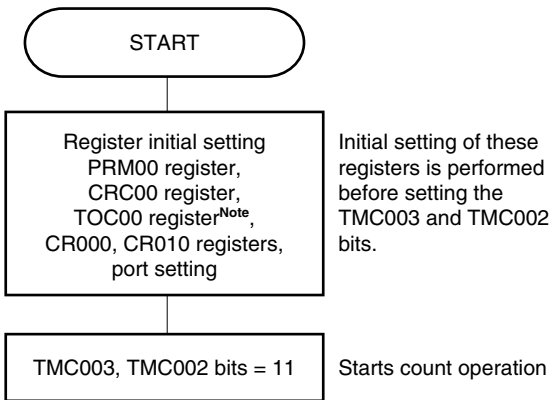 START
Register initial setting
PRM00 register,
CRC00 register,
TOC00 registerNote,
CR000, CR010 registers,
port setting
Initial setting of these
registers is performed
before setting the
TMC003 and TMC002
bits.
TMC003, TMC002 bits = 11
Starts count operation